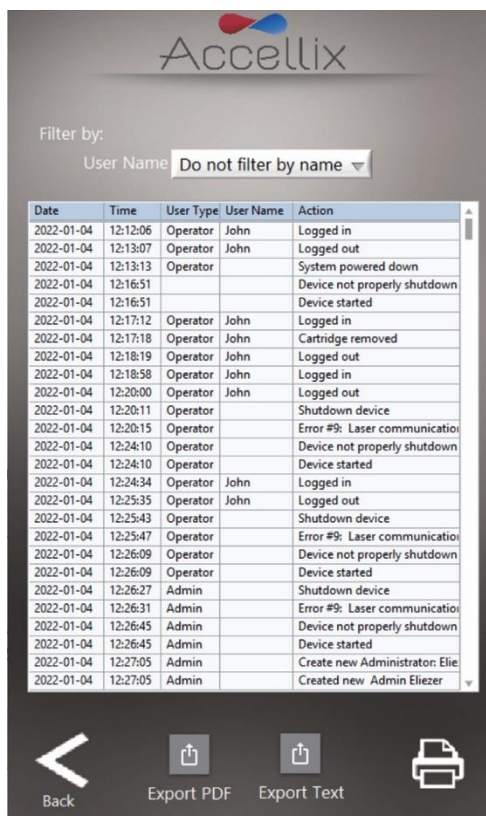 Accellix
Filter by:
User Name Do not filter by name
Date Time User Type User Name Action
2022-01-04 12:12:06 Operator John Logged in
2022-01-04 12:13:07 Operator John Logged out
2022-01-04 12:13:13 Operator System powered down
2022-01-04 12:16:51 Device not properly shutdown
2022-01-04 12:16:51 Device started
2022-01-04 12:17:12 Operator John Logged in
2022-01-04 12:17:18 Operator John Cartridge removed
2022-01-04 12:18:19 Operator John Logged out
2022-01-04 12:18:58 Operator John Logged in
2022-01-04 12:20:00 Operator John Logged out
2022-01-04 12:20:11 Operator Shutdown device
2022-01-04 12:20:15 Operator Error #9: Laser communication
2022-01-04 12:24:10 Operator Device not properly shutdown
2022-01-04 12:24:10 Operator Device started
2022-01-04 12:24:34 Operator John Logged in
2022-01-04 12:25:35 Operator John Logged out
2022-01-04 12:25:43 Operator Shutdown device
2022-01-04 12:25:47 Operator Error #9: Laser communication
2022-01-04 12:26:09 Operator Device not properly shutdown
2022-01-04 12:26:09 Operator Device started
2022-01-04 12:26:27 Admin Shutdown device
2022-01-04 12:26:31 Admin Error #9: Laser communication
2022-01-04 12:26:45 Admin Device not properly shutdown
2022-01-04 12:26:45 Admin Device started
2022-01-04 12:27:05 Admin Create new Administrator: Elie
2022-01-04 12:27:05 Admin Created new Admin Eliezer
Back Export PDF Export Text